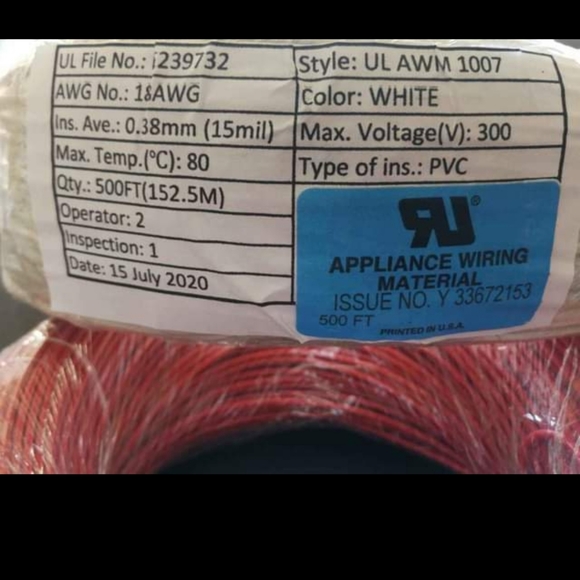 UL File No.: i239732
Style: UL AWM 1007
AWG No.: 18AWG
Color: WHITE
Ins. Ave.: 0.38mm (15mil)
Max. Voltage(V): 300
Max. Temp.(°C): 80
Type of ins.: PVC
Qty.: 500FT(152.5M)
Operator: 2
Inspection: 1
Date: 15 July 2020
RU®
APPLIANCE WIRING
MATERIAL
ISSUE NO. Y 33672153
500 FT
PRINTED IN U.S.A.